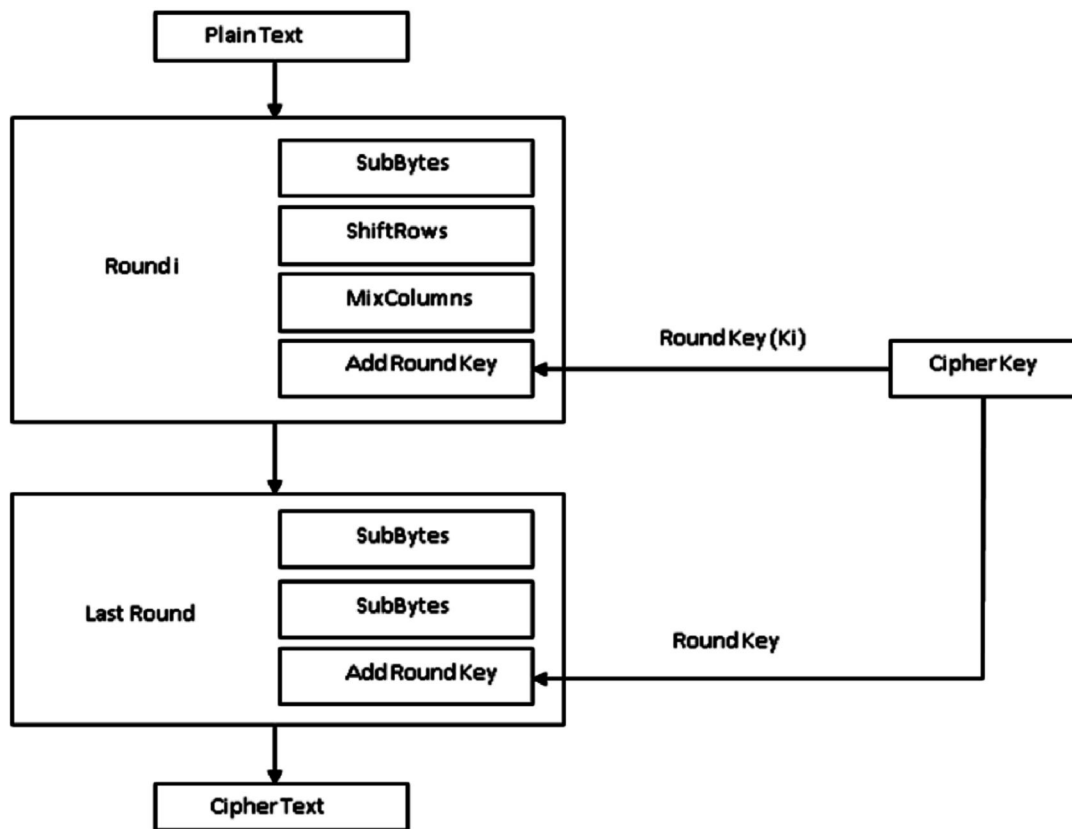 Plain Text
SubBytes
ShiftRows
Round i
MixColumns
Round Key (Ki)
Add Round Key
Cipher Key
SubBytes
SubBytes
Last Round
Round Key
Add Round Key
Cipher Text